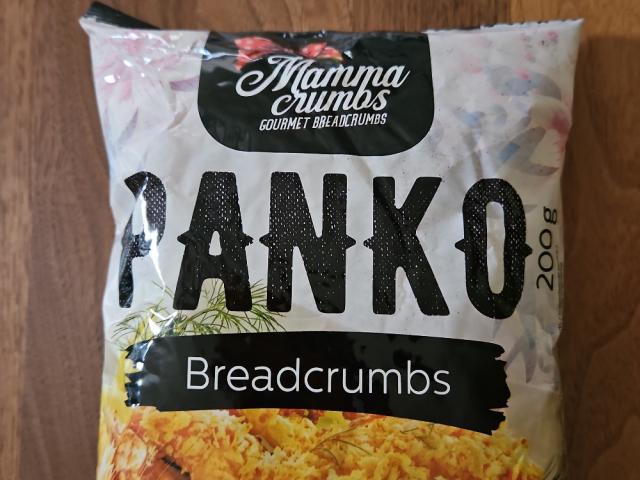 Mamma
crumbs
GOURMET BREADCRUMBS
PANKO
200 g
Breadcrumbs